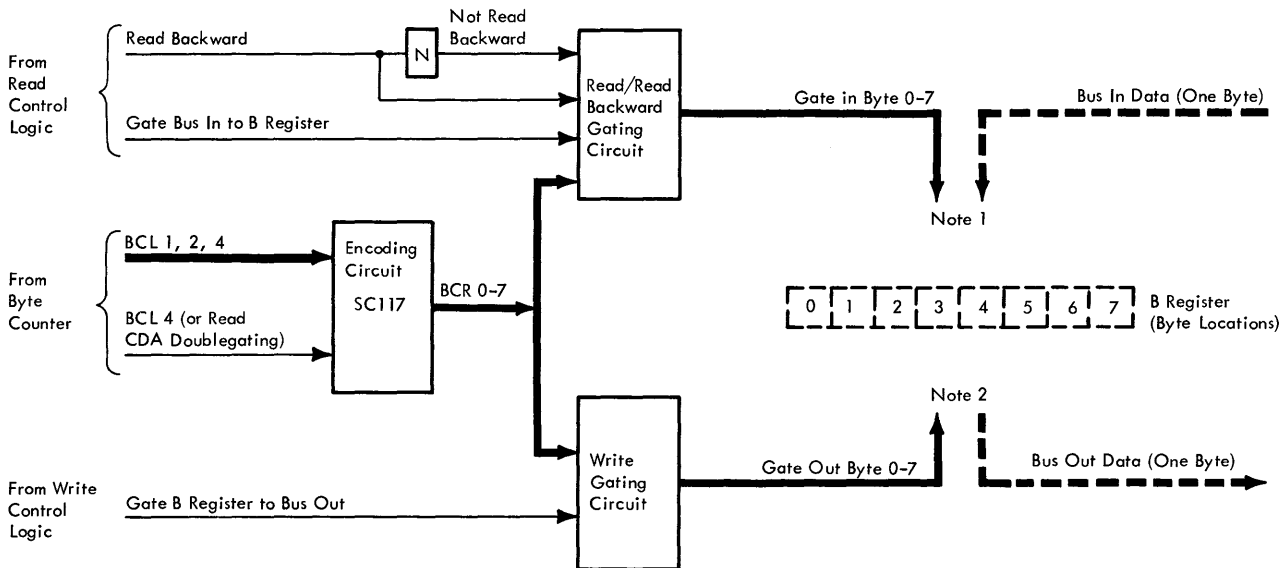 From
Read
Control
Logic
Read Backward
N
Not Read
Backward
Gate Bus In to B Register
Read/Read
Backward
Gating
Circuit
Gate in Byte 0-7
Bus In Data (One Byte)
Note 1
From
Byte
Counter
BCL 1, 2, 4
BCL 4 (or Read
CDA Doublegating)
Encoding
Circuit
SC117
BCR 0-7
0 1 2 3 4 5 6 7
B Register
(Byte Locations)
Note 2
From Write
Control
Logic
Gate B Register to Bus Out
Write
Gating
Circuit
Gate Out Byte 0-7
Bus Out Data (One Byte)